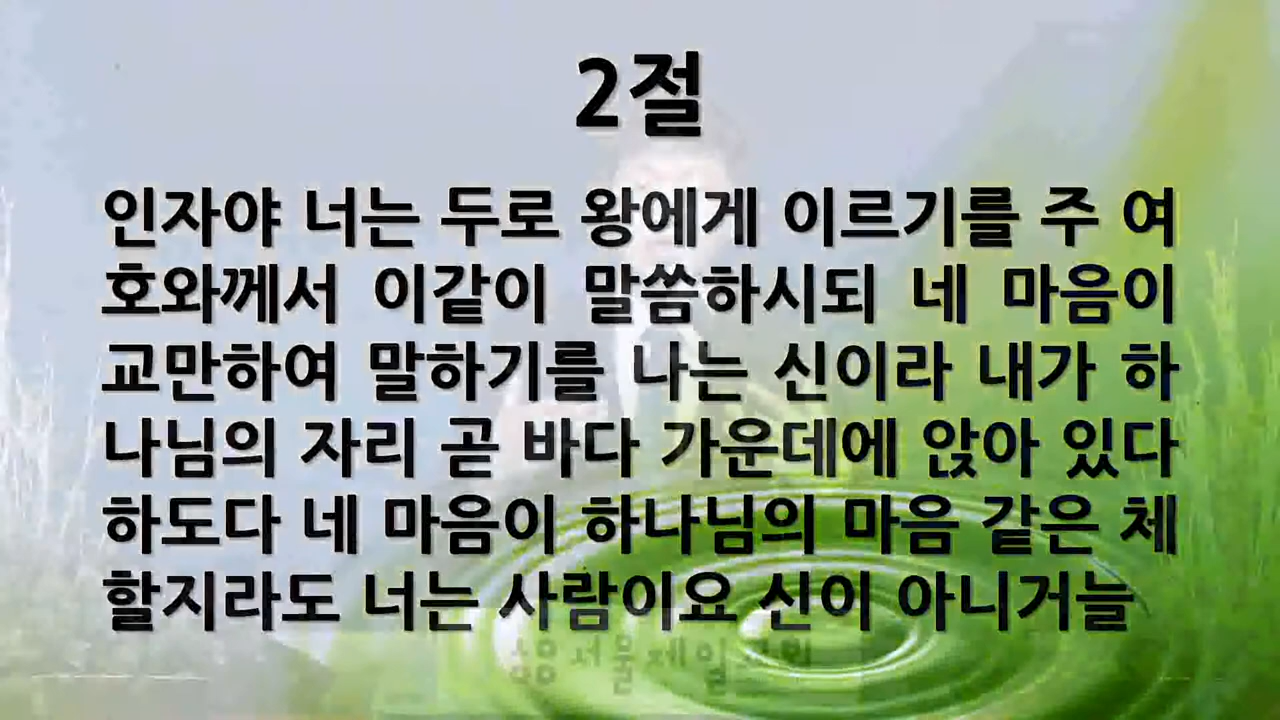 2절
인자야 너는 두로 왕에게 이르기를 주 여
호와께서 이같이 말씀하시되 네 마음이
교만하여 말하기를 나는 신이라 내가 하
나님의 자리 곧 바다 가운데에 앉아 있다
하도다 네 마음이 하나님의 마음 같은 체
할지라도 너는 사람이요 신이 아니거늘